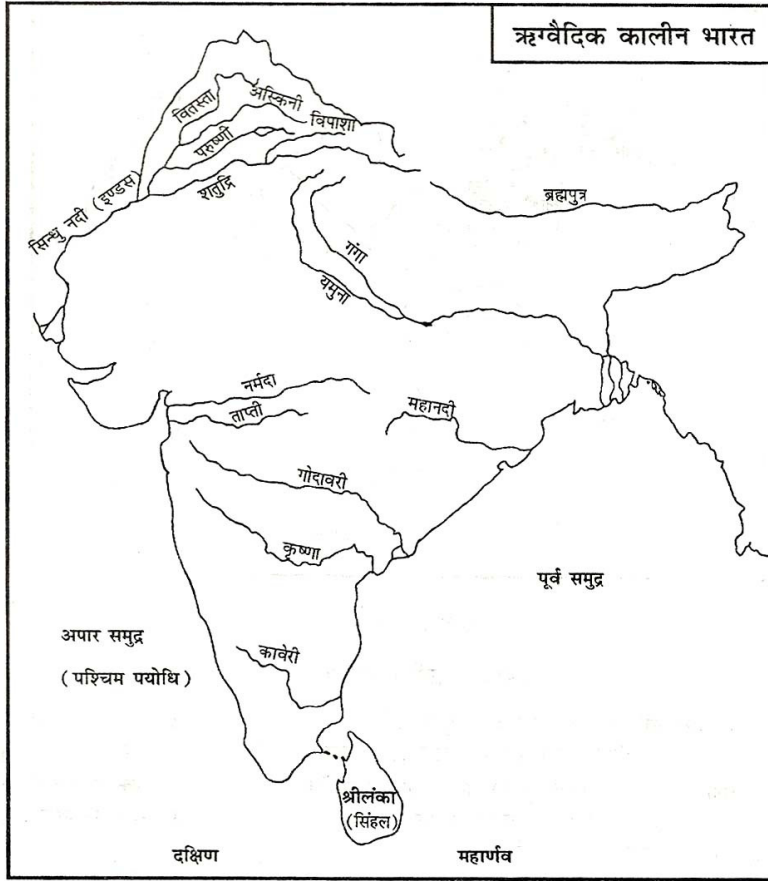 ऋग्वैदिक कालीन भारत
वितस्ता
अस्किनी
विपाशा
परुष्णी
शतुद्रि
सिन्धु नदी (इण्डस)
ब्रह्मपुत्र
गंगा
यमुना
नर्मदा
ताप्ती
महानदी
गोदावरी
कृष्णा
पूर्व समुद्र
अपार समुद्र
(पश्चिम पयोधि)
कावेरी
श्रीलंका
(सिंहल)
दक्षिण महार्णव